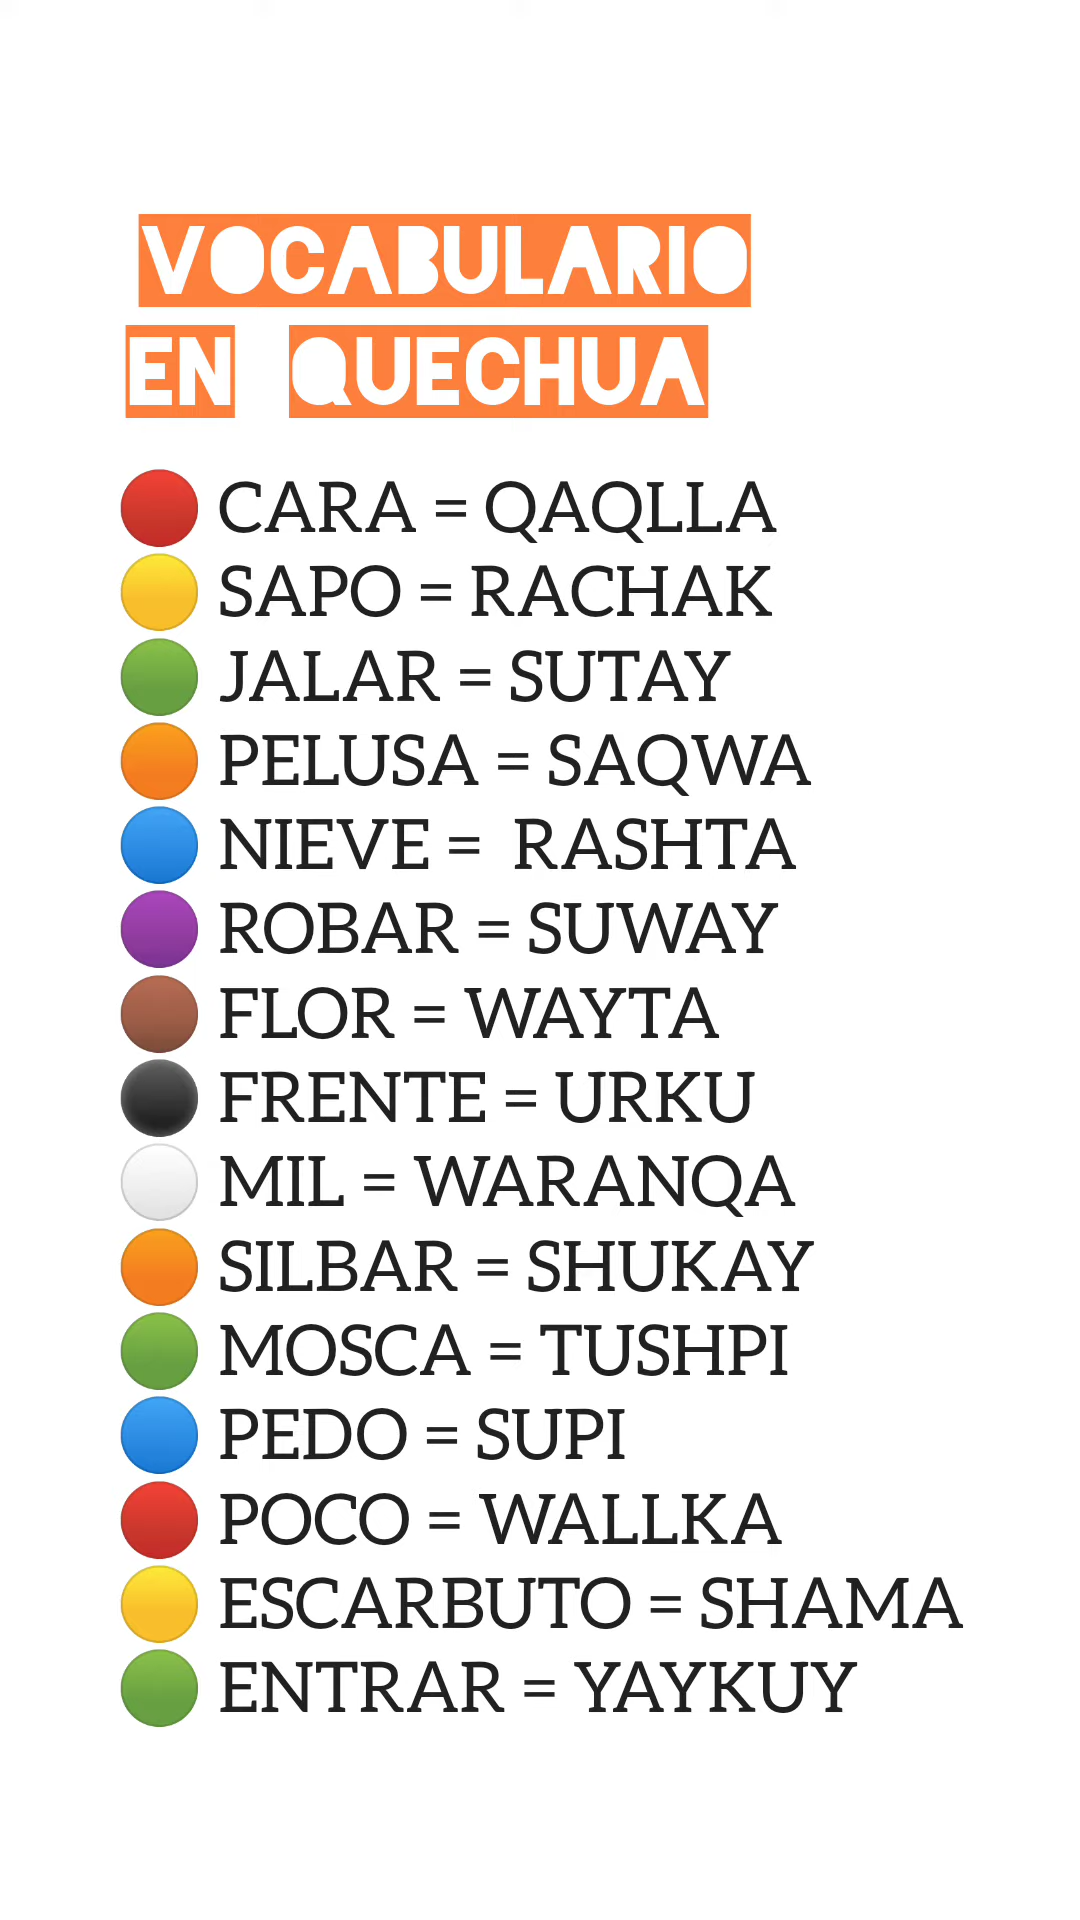 VOCABULARIO
EN QUECHUA
🔴 CARA = QAQLLA
🟡 SAPO = RACHAK
🟢 JALAR = SUTAY
🟠 PELUSA = SAQWA
🔵 NIEVE = RASHTA
🟣 ROBAR = SUWAY
🟤 FLOR = WAYTA
⚫ FRENTE = URKU
⚪ MIL = WARANQA
🟠 SILBAR = SHUKAY
🟢 MOSCA = TUSHPI
🔵 PEDO = SUPI
🔴 POCO = WALLKA
🟡 ESCARBUTO = SHAMA
🟢 ENTRAR = YAYKUY